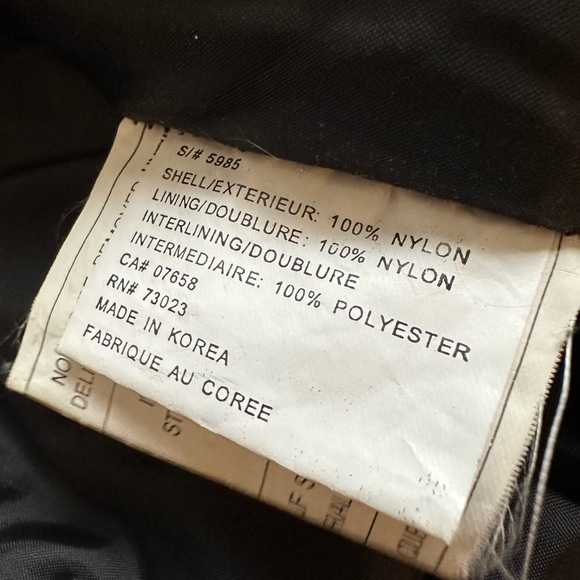 S/# 5985
SHELL/EXTERIEUR: 100% NYLON
LINING/DOUBLURE: 100% NYLON
INTERLINING/DOUBLURE
INTERMEDIAIRE: 100% POLYESTER
CA# 07658
RN# 73023
MADE IN KOREA
FABRIQUE AU COREE